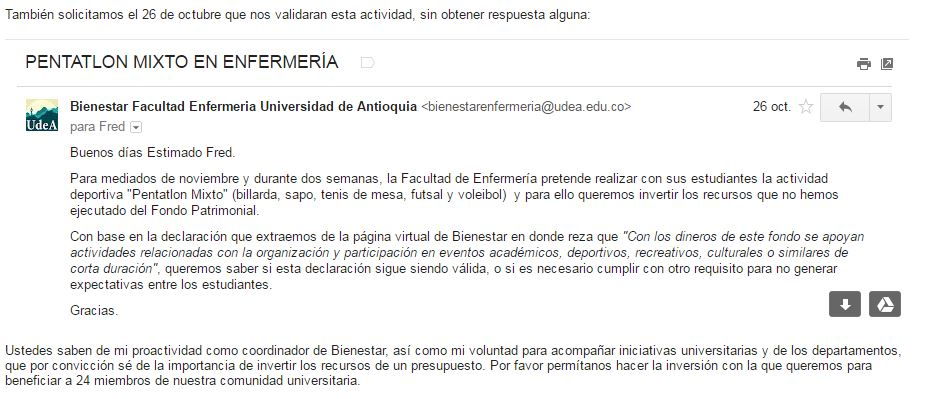 También solicitamos el 26 de octubre que nos validaran esta actividad, sin obtener respuesta alguna:
PENTATLON MIXTO EN ENFERMERÍA
Bienestar Facultad Enfermeria Universidad de Antioquia <bienestarenfermeria@udea.edu.co>
26 oct.
UdeA
para Fred
Buenos días Estimado Fred.
Para mediados de noviembre y durante dos semanas, la Facultad de Enfermería pretende realizar con sus estudiantes la actividad
deportiva "Pentatlon Mixto" (billarda, sapo, tenis de mesa, futsal y voleibol)  y para ello queremos invertir los recursos que no hemos
ejecutado del Fondo Patrimonial.
Con base en la declaración que extraemos de la página virtual de Bienestar en donde reza que "Con los dineros de este fondo se apoyan
actividades relacionadas con la organización y participación en eventos académicos, deportivos, recreativos, culturales o similares de
corta duración", queremos saber si esta declaración sigue siendo válida, o si es necesario cumplir con otro requisito para no generar
expectativas entre los estudiantes.
Gracias.
Ustedes saben de mi proactividad como coordinador de Bienestar, así como mi voluntad para acompañar iniciativas universitarias y de los departamentos,
que por convicción sé de la importancia de invertir los recursos de un presupuesto. Por favor permítanos hacer la inversión con la que queremos para
beneficiar a 24 miembros de nuestra comunidad universitaria.